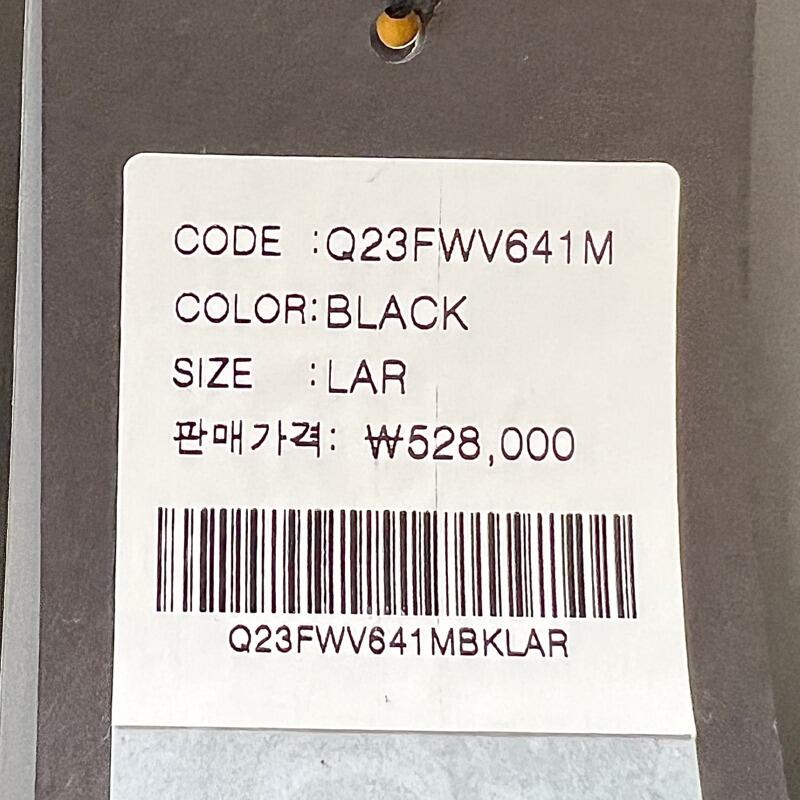 CODE :Q23FWV641M
COLOR:BLACK
SIZE :LAR
판매가격: ₩528,000
Q23FWV641MBKLAR